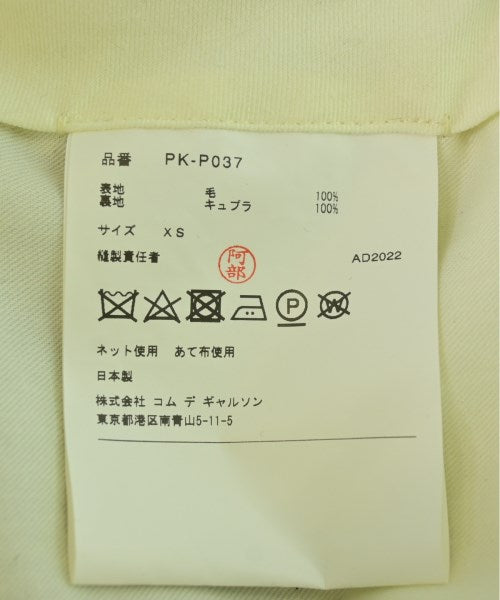 品番 PK-P037
表地 毛 100%
裏地 キュプラ 100%
サイズ XS
縫製責任者 阿部 AD2022
P W
ネット使用 あて布使用
日本製
株式会社 コム デ ギャルソン
東京都港区南青山5-11-5